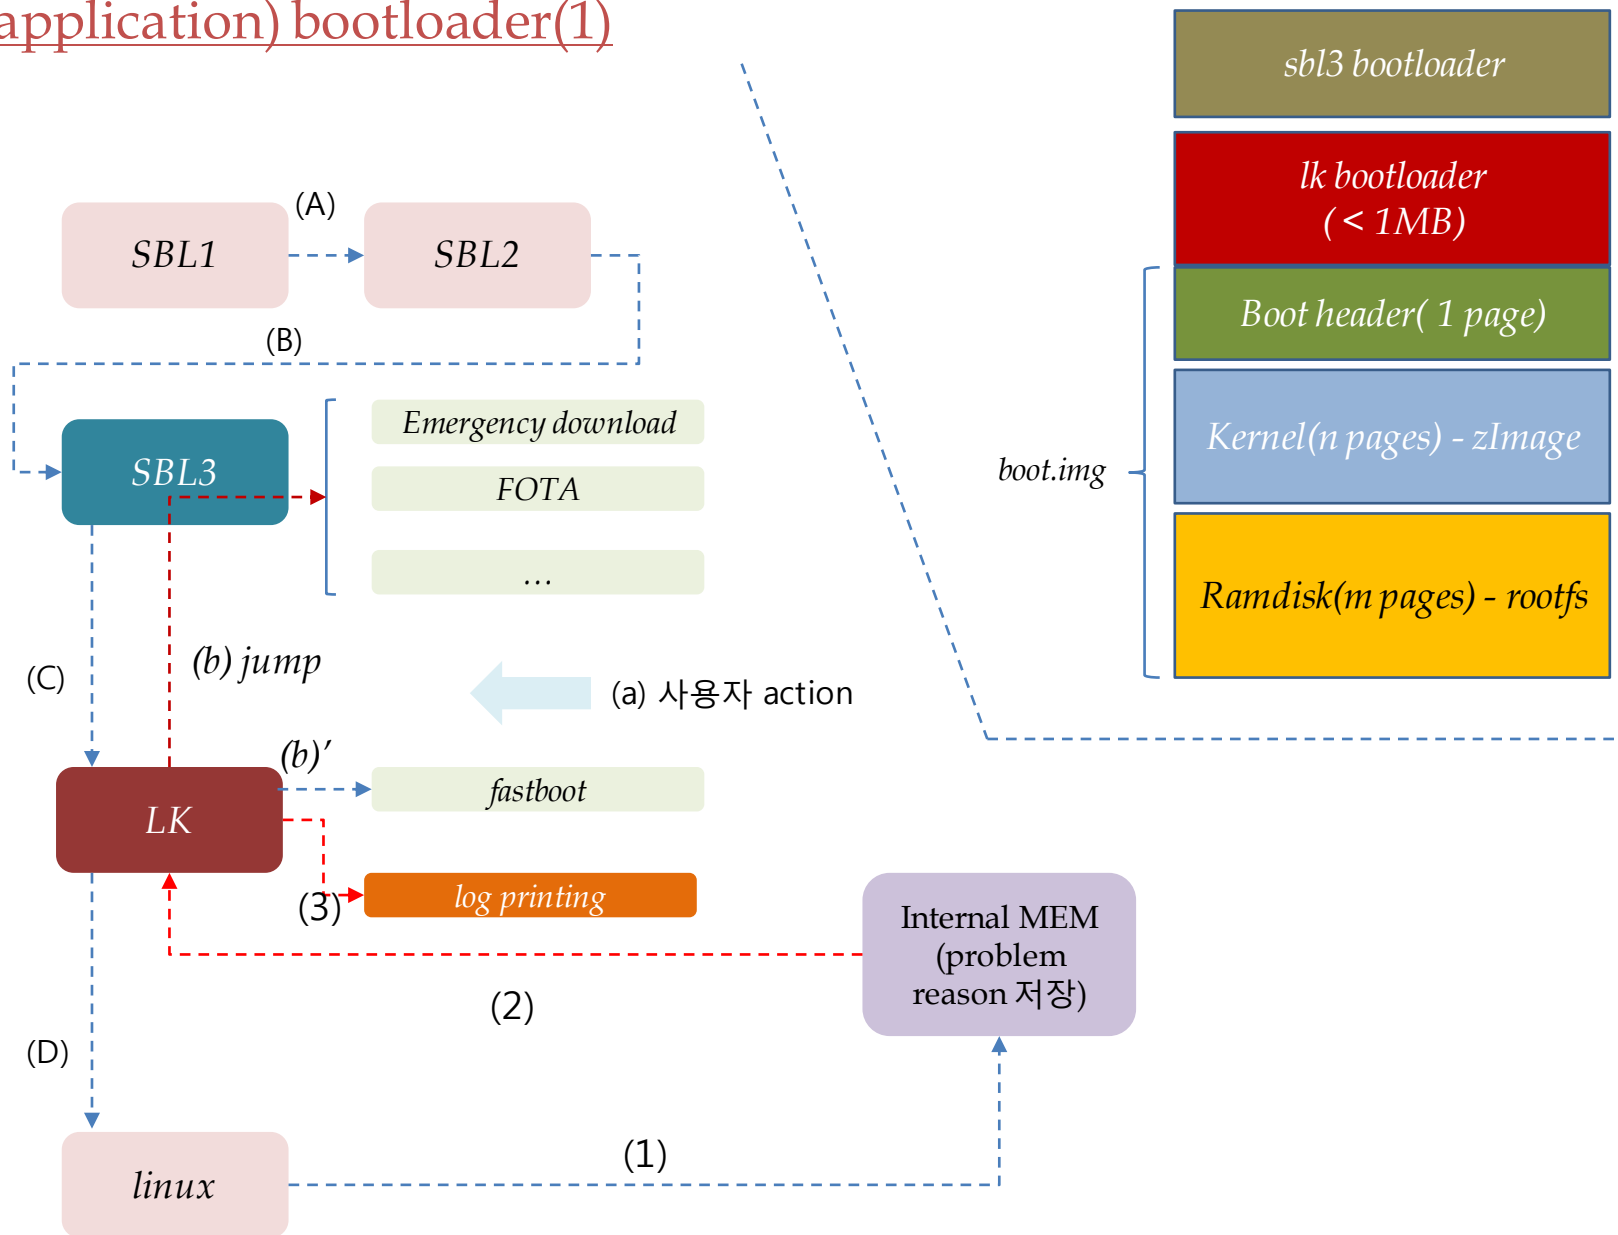 application) bootloader(1)
sbl3 bootloader
lk bootloader
( < 1MB)
Boot header( 1 page)
Kernel(n pages) - zImage
Ramdisk(m pages) - rootfs
boot.img
(A)
SBL1
SBL2
(B)
SBL3
Emergency download
FOTA
...
(C)
(b) jump
(a) 사용자 action
(b)’
LK
fastboot
(3)
log printing
Internal MEM
(problem
reason 저장)
(2)
(D)
(1)
linux